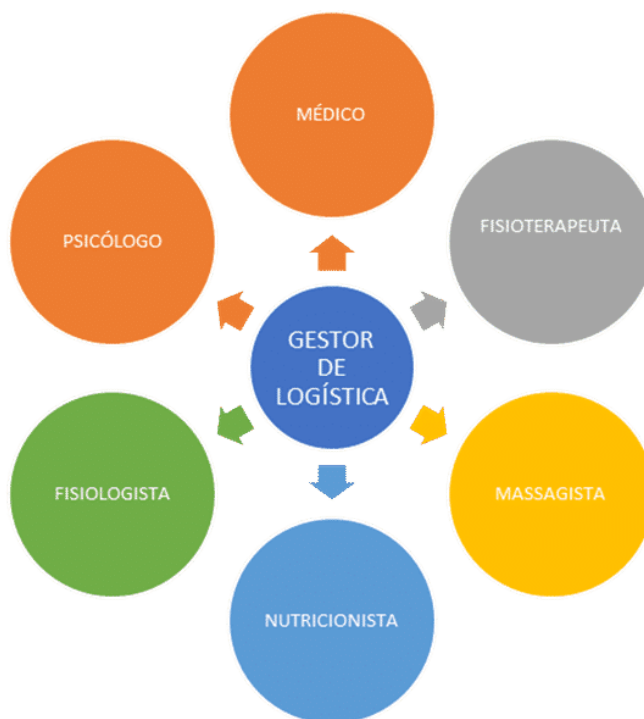 MÉDICO
PSICÓLOGO
FISIOTERAPEUTA
GESTOR
DE
LOGÍSTICA
FISIOLOGISTA
MASSAGISTA
NUTRICIONISTA